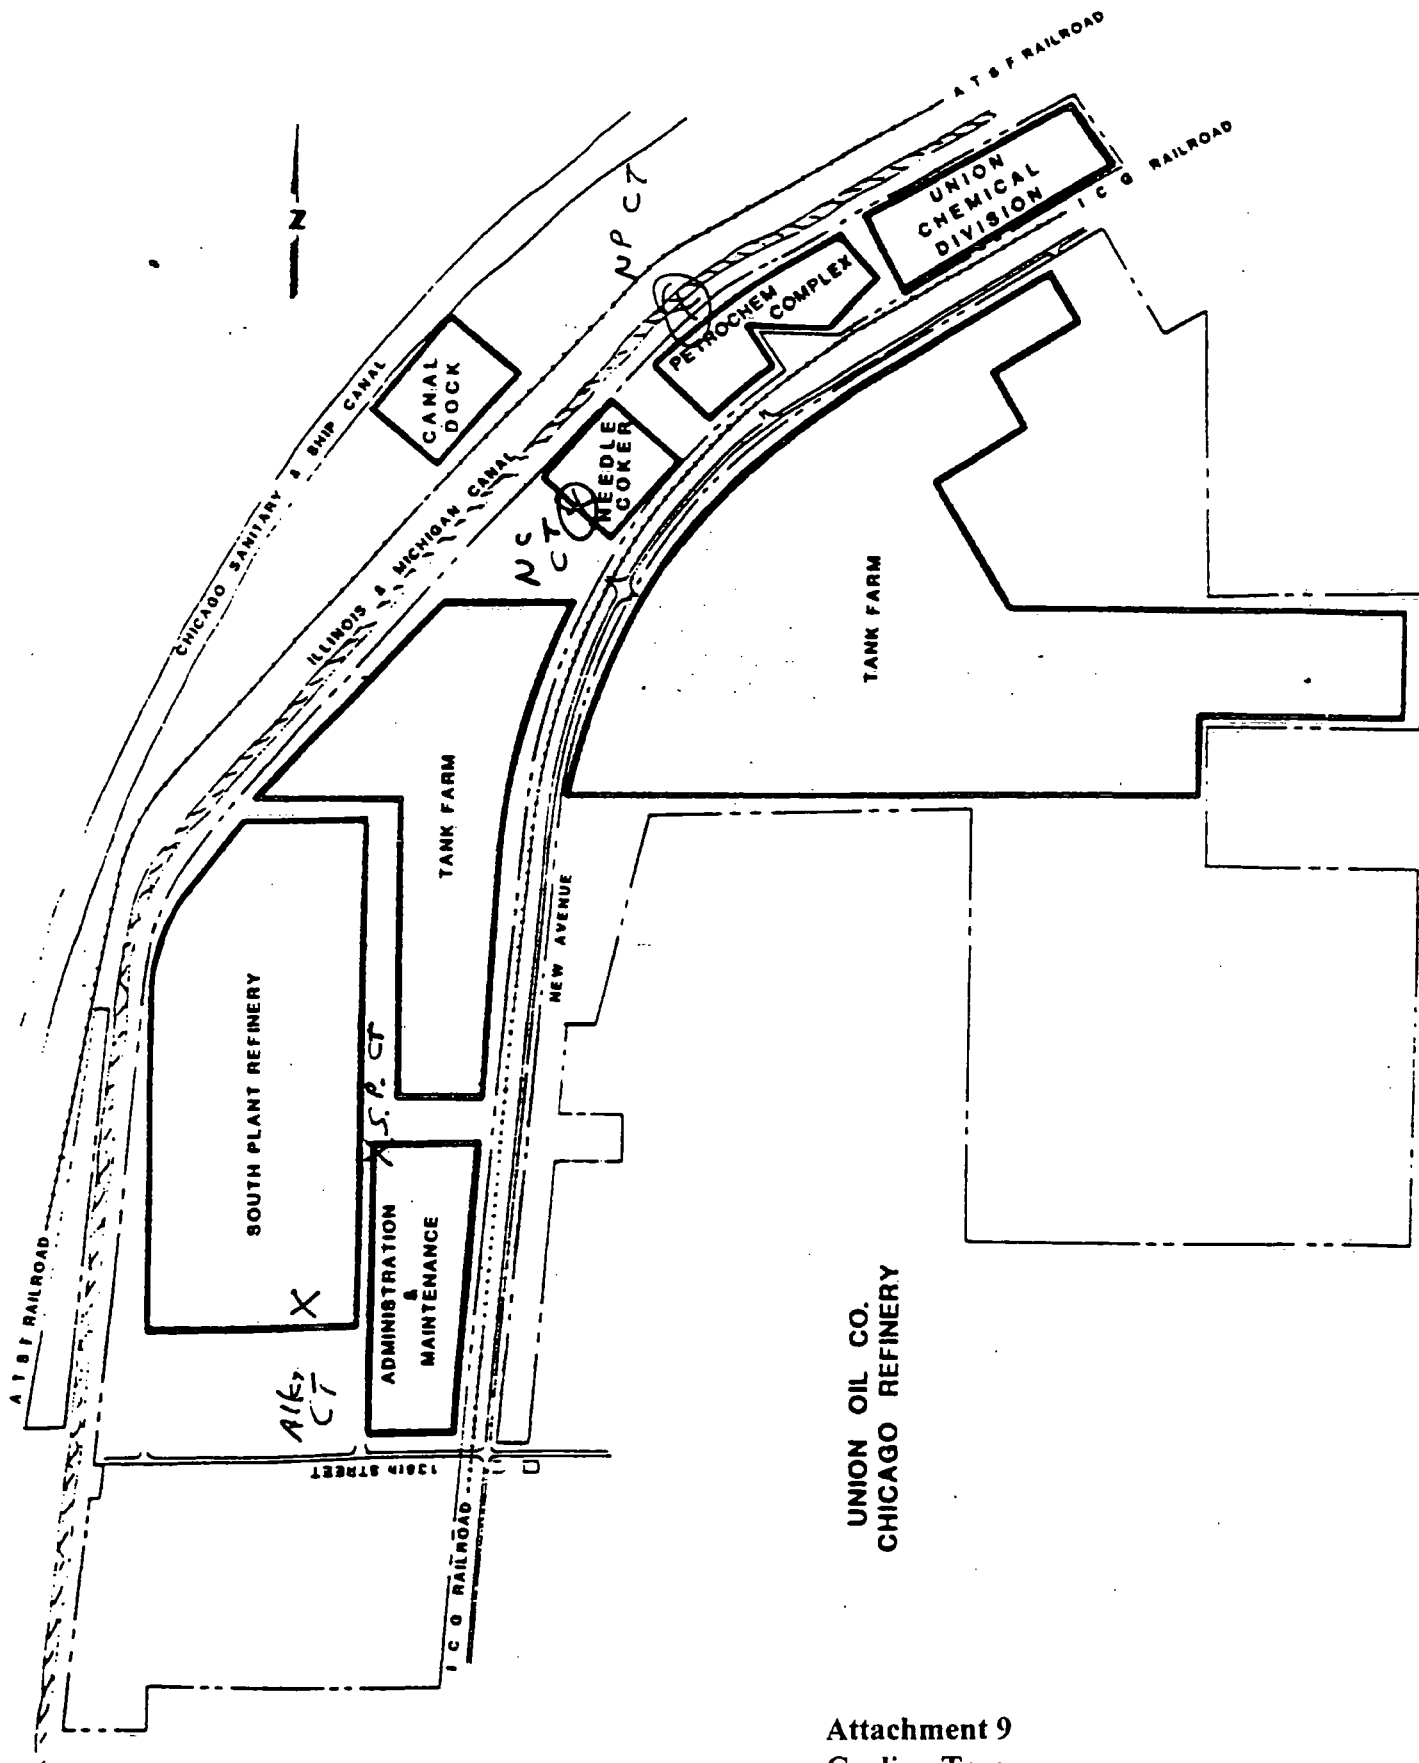 A T & F RAILROAD
UNION
CHEMICAL
DIVISION
I C G RAILROAD
N
NP CT
PETROCHEM
COMPLEX
CANAL
DOCK
CHICAGO SANITARY & SHIP CANAL
NEEDLE
COKER
NC
CT
ILLINOIS & MICHIGAN CANAL
TANK FARM
TANK FARM
NEW AVENUE
SOUTH PLANT REFINERY
X S.P. CT
ADMINISTRATION
&
MAINTENANCE
X
Alky
CT
A T & F RAILROAD
135th STREET
I C G RAILROAD
UNION OIL CO.
CHICAGO REFINERY
Attachment 9